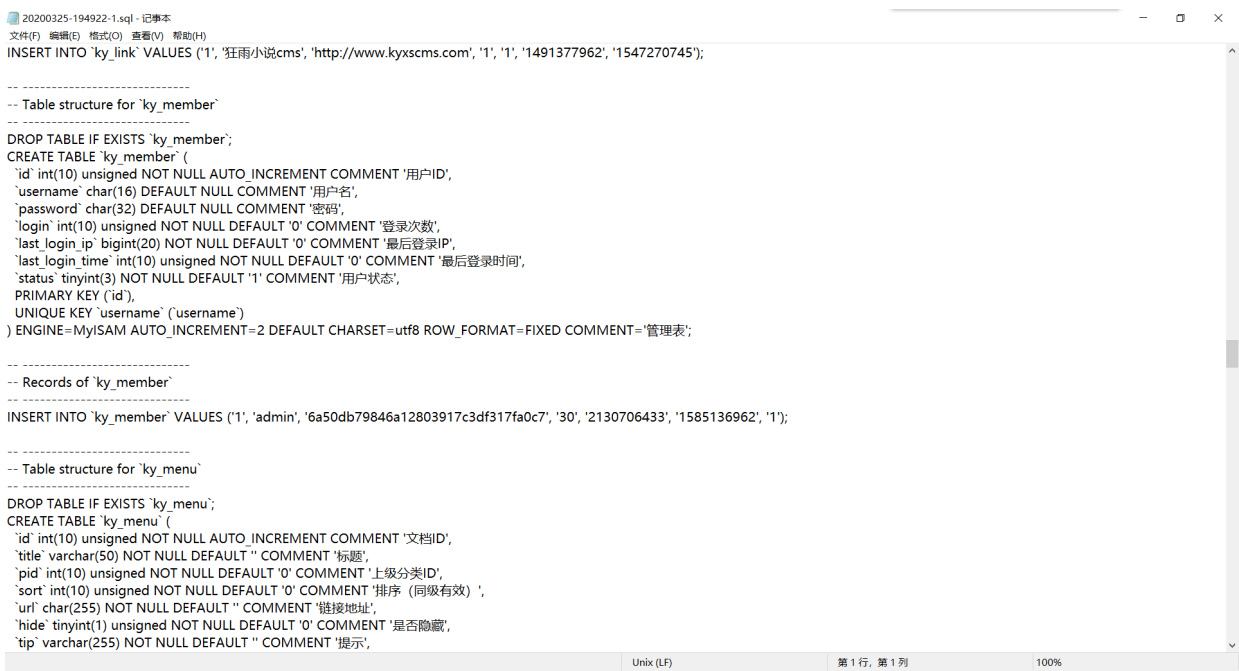 20200325-194922-1.sql - 记事本
文件(F) 编辑(E) 格式(O) 查看(V) 帮助(H)
INSERT INTO `ky_link` VALUES ('1', '狂雨小说cms', 'http://www.kyxscms.com', '1', '1', '1491377962', '1547270745');
-- ----------------------------
-- Table structure for `ky_member`
-- ----------------------------
DROP TABLE IF EXISTS `ky_member`;
CREATE TABLE `ky_member` (
`id` int(10) unsigned NOT NULL AUTO_INCREMENT COMMENT '用户ID',
`username` char(16) DEFAULT NULL COMMENT '用户名',
`password` char(32) DEFAULT NULL COMMENT '密码',
`login` int(10) unsigned NOT NULL DEFAULT '0' COMMENT '登录次数',
`last_login_ip` bigint(20) NOT NULL DEFAULT '0' COMMENT '最后登录IP',
`last_login_time` int(10) unsigned NOT NULL DEFAULT '0' COMMENT '最后登录时间',
`status` tinyint(3) NOT NULL DEFAULT '1' COMMENT '用户状态',
PRIMARY KEY (`id`),
UNIQUE KEY `username` (`username`)
) ENGINE=MyISAM AUTO_INCREMENT=2 DEFAULT CHARSET=utf8 ROW_FORMAT=FIXED COMMENT='管理表';
-- ----------------------------
-- Records of `ky_member`
-- ----------------------------
INSERT INTO `ky_member` VALUES ('1', 'admin', '6a50db79846a12803917c3df317fa0c7', '30', '2130706433', '1585136962', '1');
-- ----------------------------
-- Table structure for `ky_menu`
-- ----------------------------
DROP TABLE IF EXISTS `ky_menu`;
CREATE TABLE `ky_menu` (
`id` int(10) unsigned NOT NULL AUTO_INCREMENT COMMENT '文档ID',
`title` varchar(50) NOT NULL DEFAULT '' COMMENT '标题',
`pid` int(10) unsigned NOT NULL DEFAULT '0' COMMENT '上级分类ID',
`sort` int(10) unsigned NOT NULL DEFAULT '0' COMMENT '排序（同级有效）',
`url` char(255) NOT NULL DEFAULT '' COMMENT '链接地址',
`hide` tinyint(1) unsigned NOT NULL DEFAULT '0' COMMENT '是否隐藏',
`tip` varchar(255) NOT NULL DEFAULT '' COMMENT '提示',
Unix (LF) 第 1 行，第 1 列 100%